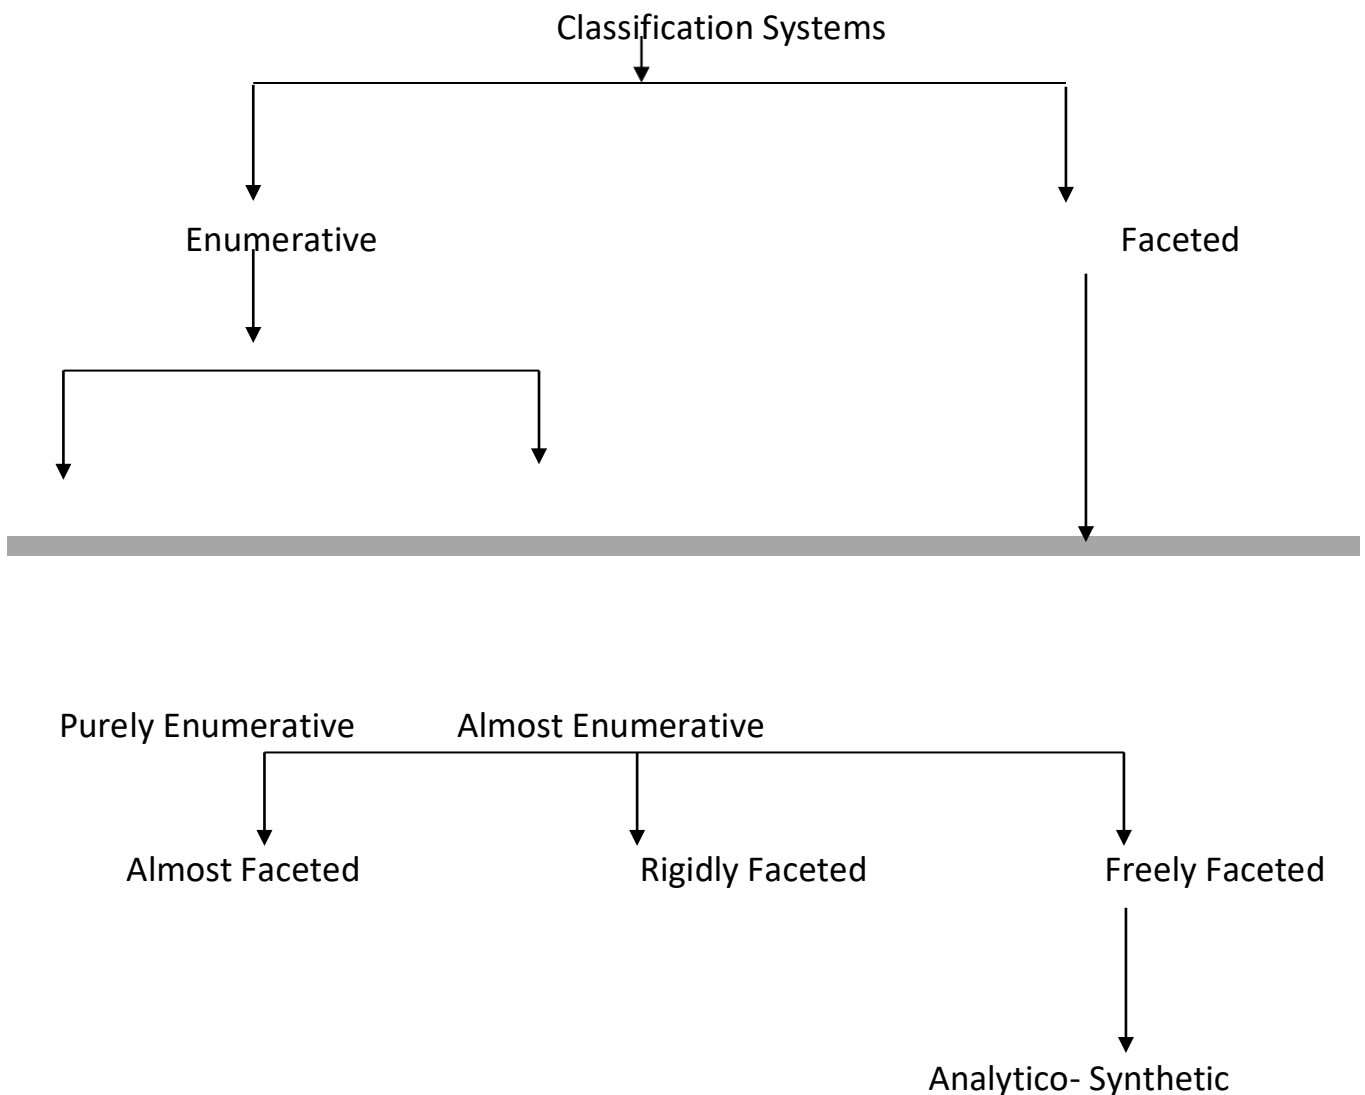 Classification Systems
Enumerative Faceted
Purely Enumerative Almost Enumerative
Almost Faceted Rigidly Faceted Freely Faceted
Analytico- Synthetic